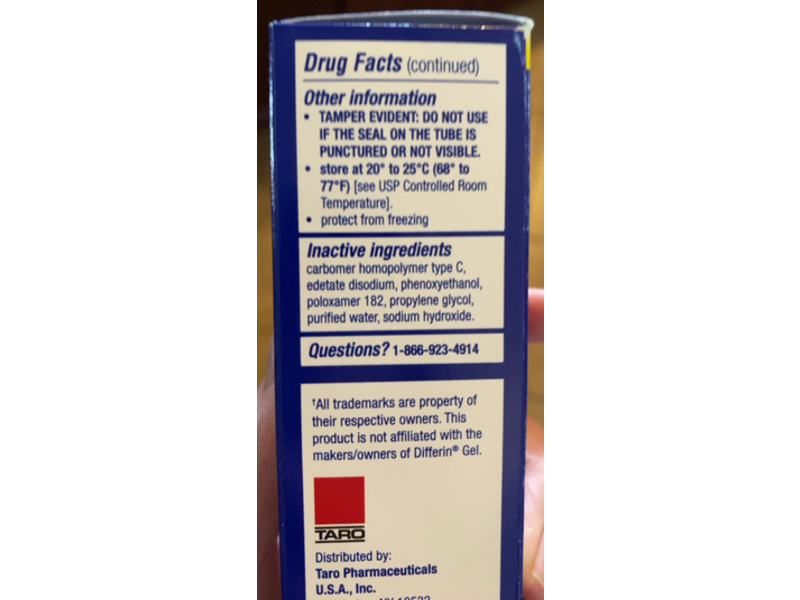 Drug Facts (continued)
Other information
• TAMPER EVIDENT: DO NOT USE
IF THE SEAL ON THE TUBE IS
PUNCTURED OR NOT VISIBLE.
• store at 20° to 25°C (68° to
77°F) [see USP Controlled Room
Temperature].
• protect from freezing
Inactive ingredients
carbomer homopolymer type C,
edetate disodium, phenoxyethanol,
poloxamer 182, propylene glycol,
purified water, sodium hydroxide.
Questions? 1-866-923-4914
†All trademarks are property of
their respective owners. This
product is not affiliated with the
makers/owners of Differin® Gel.
TARO
Distributed by:
Taro Pharmaceuticals
U.S.A., Inc.